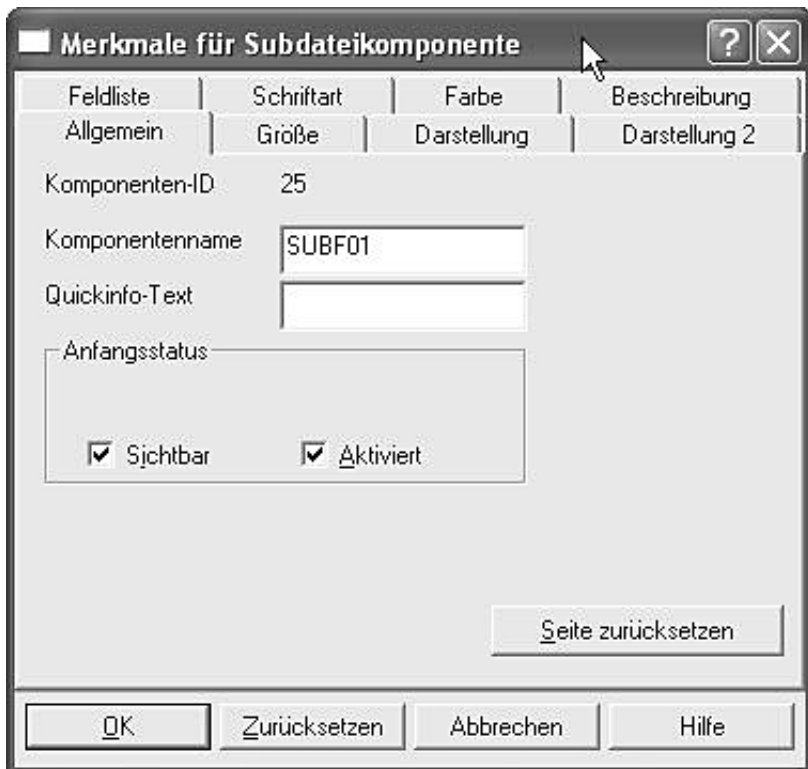 Merkmale für Subdateikomponente
Feldliste Schriftart Farbe Beschreibung
Allgemein Größe Darstellung Darstellung 2
Komponenten-ID 25
Komponentenname SUBF01
Quickinfo-Text
Anfangsstatus
Sichtbar Aktiviert
Seite zurücksetzen
OK Zurücksetzen Abbrechen Hilfe